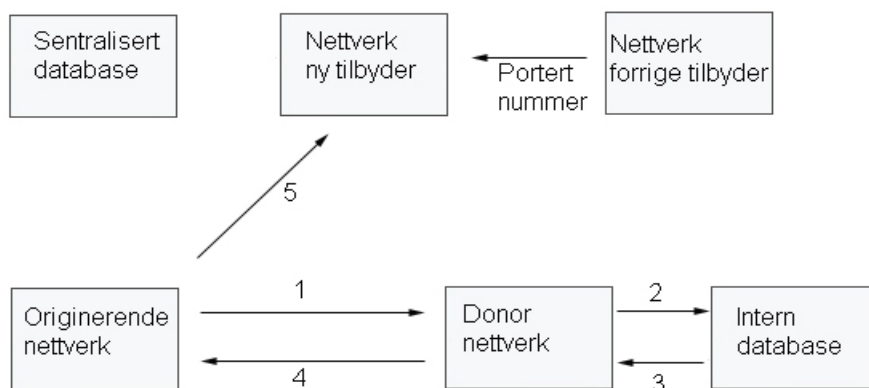 Sentralisert
database
Nettverk
ny tilbyder
Portert
nummer
Nettverk
forrige tilbyder
5
Originerende
nettverk
1
4
Donor
nettverk
2
3
Intern
database